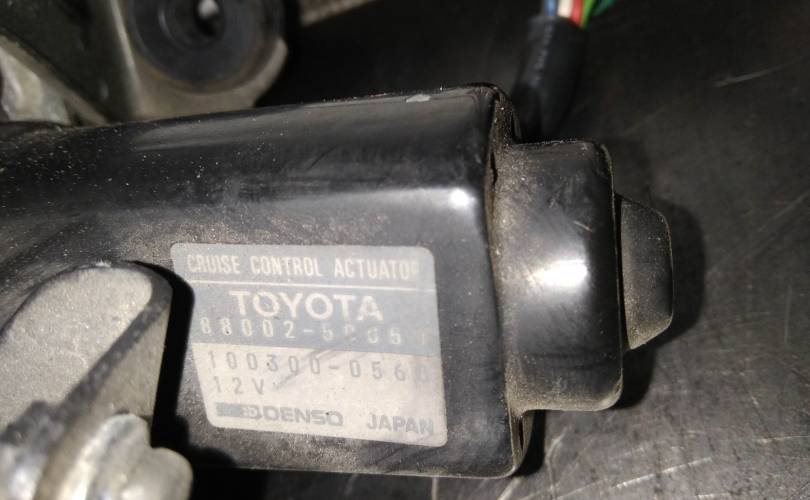 CRUISE CONTROL ACTUATOR
TOYOTA
100300-0560
12V
DENSO JAPAN